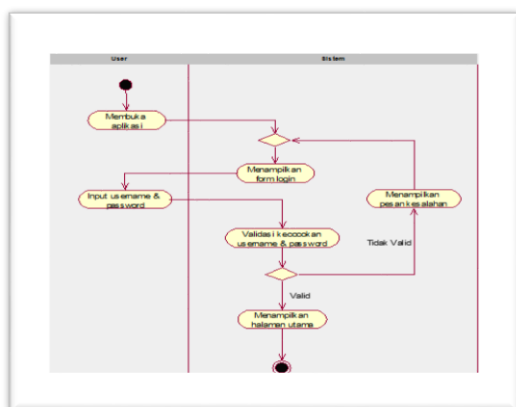 User
Sistem
Membuka
aplikasi
Menampilkan
form login
Input username &
password
Menampilkan
pesan kesalahan
Validasi kecocokan
username & password
Tidak Valid
Valid
Menampilkan
halaman utama